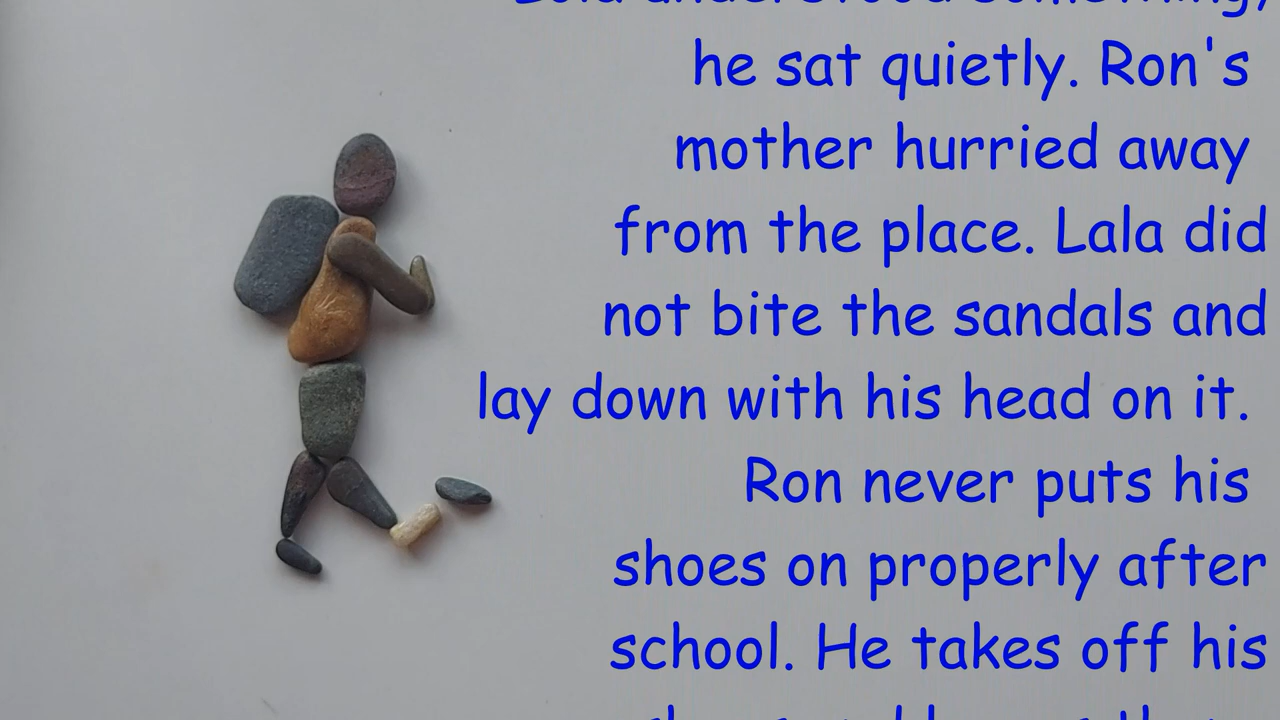 he sat quietly. Ron's
mother hurried away
from the place. Lala did
not bite the sandals and
lay down with his head on it.
Ron never puts his
shoes on properly after
school. He takes off his